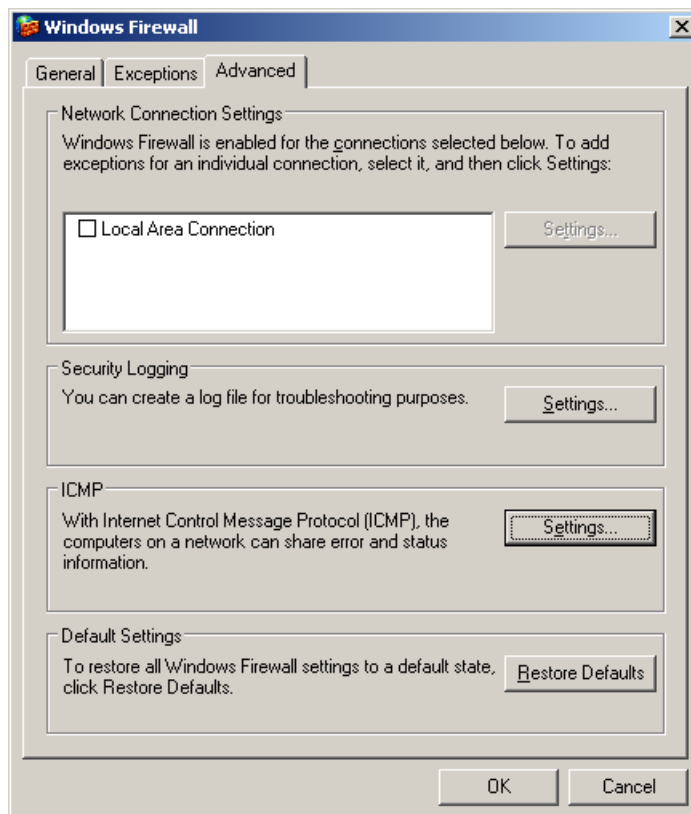 Windows Firewall
General
Exceptions
Advanced
Network Connection Settings
Windows Firewall is enabled for the connections selected below. To add
exceptions for an individual connection, select it, and then click Settings:
Local Area Connection
Settings...
Security Logging
You can create a log file for troubleshooting purposes.
Settings...
ICMP
With Internet Control Message Protocol (ICMP), the
computers on a network can share error and status
information.
Settings...
Default Settings
To restore all Windows Firewall settings to a default state,
click Restore Defaults.
Restore Defaults
OK
Cancel